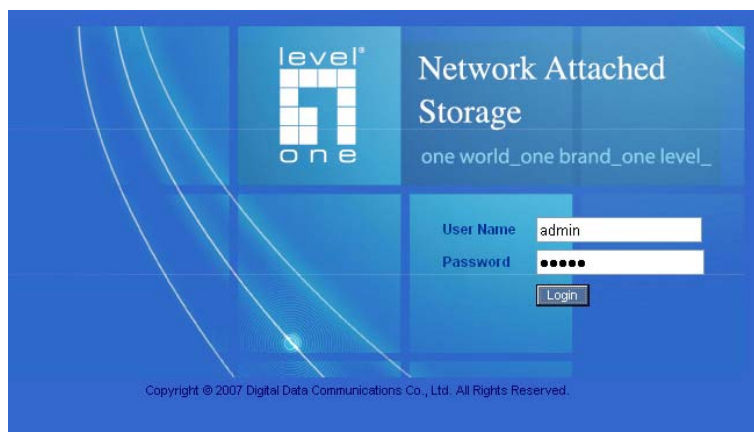 level®
one
Network Attached
Storage
one world_one brand_one level_
User Name admin
Password ●●●●●
Login
Copyright © 2007 Digital Data Communications Co., Ltd. All Rights Reserved.